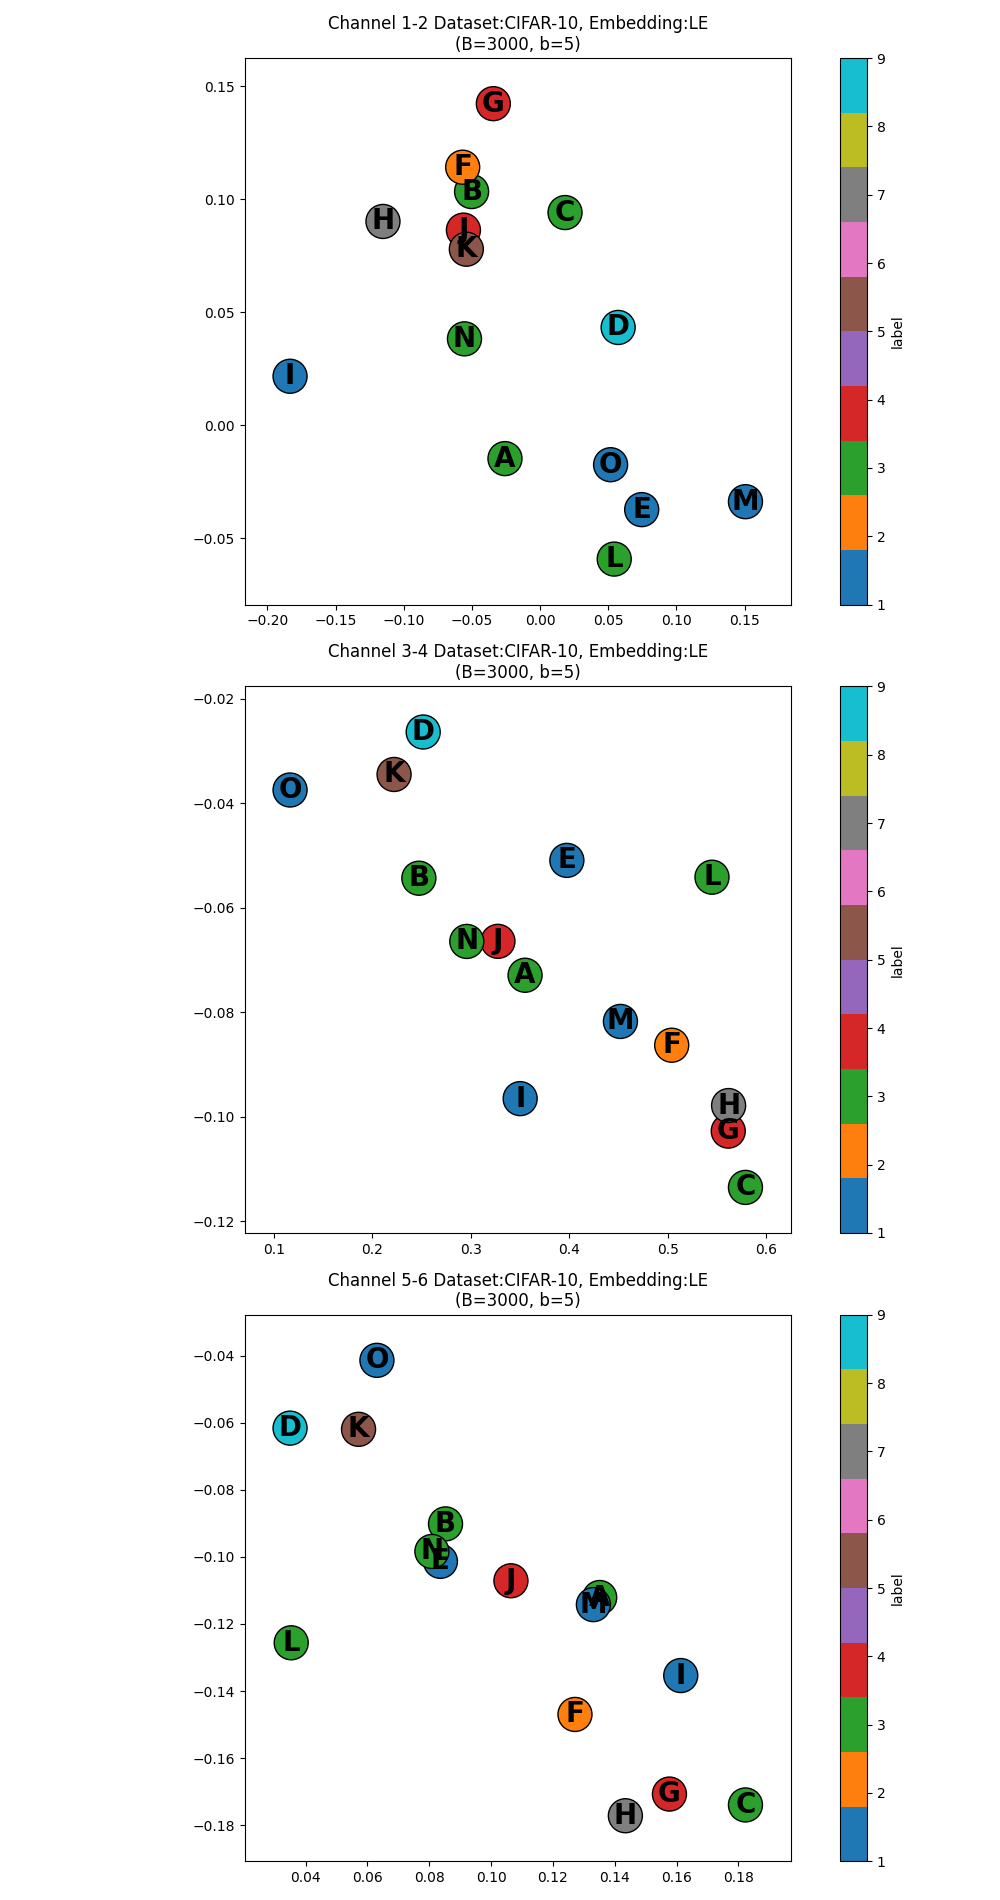 Channel 1-2 Dataset:CIFAR-10, Embedding:LE
(B=3000, b=5)
0.15
0.10
0.05
0.00
−0.05
−0.20 −0.15 −0.10 −0.05 0.00 0.05 0.10 0.15
G
F
B
C
H
J
K
D
N
I
A
O
M
E
L
9
8
7
6
5
4
3
2
1
label
Channel 3-4 Dataset:CIFAR-10, Embedding:LE
(B=3000, b=5)
−0.02
−0.04
−0.06
−0.08
−0.10
−0.12
0.1 0.2 0.3 0.4 0.5 0.6
D
K
O
E
B
L
N J
A
M
F
I
H
G
C
9
8
7
6
5
4
3
2
1
label
Channel 5-6 Dataset:CIFAR-10, Embedding:LE
(B=3000, b=5)
−0.04
−0.06
−0.08
−0.10
−0.12
−0.14
−0.16
−0.18
0.04 0.06 0.08 0.10 0.12 0.14 0.16 0.18
O
D K
B
N
E
J
A
M
L
I
F
G
C
H
9
8
7
6
5
4
3
2
1
label